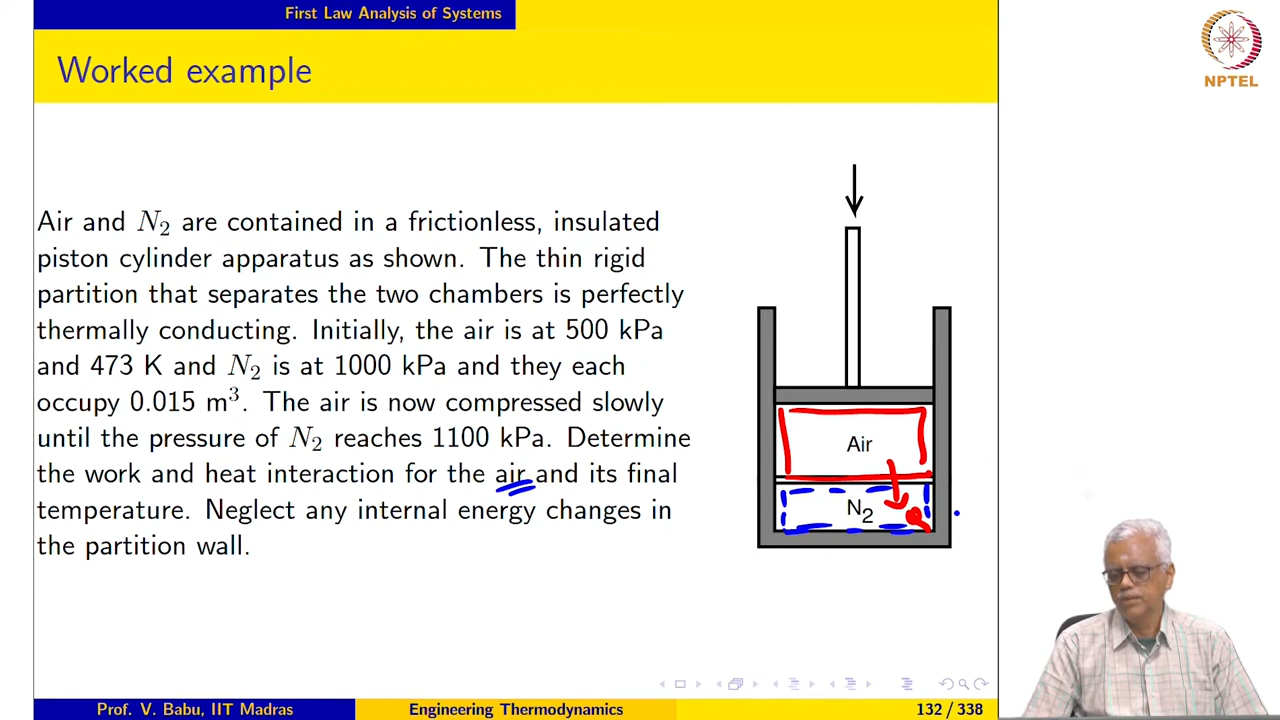 First Law Analysis of Systems
Worked example
NPTEL
Air and N₂ are contained in a frictionless, insulated
piston cylinder apparatus as shown. The thin rigid
partition that separates the two chambers is perfectly
thermally conducting. Initially, the air is at 500 kPa
and 473 K and N₂ is at 1000 kPa and they each
occupy 0.015 m³. The air is now compressed slowly
until the pressure of N₂ reaches 1100 kPa. Determine
the work and heat interaction for the air and its final
temperature. Neglect any internal energy changes in
the partition wall.
Air
N₂
Q
Prof. V. Babu, IIT Madras
Engineering Thermodynamics
132 / 338